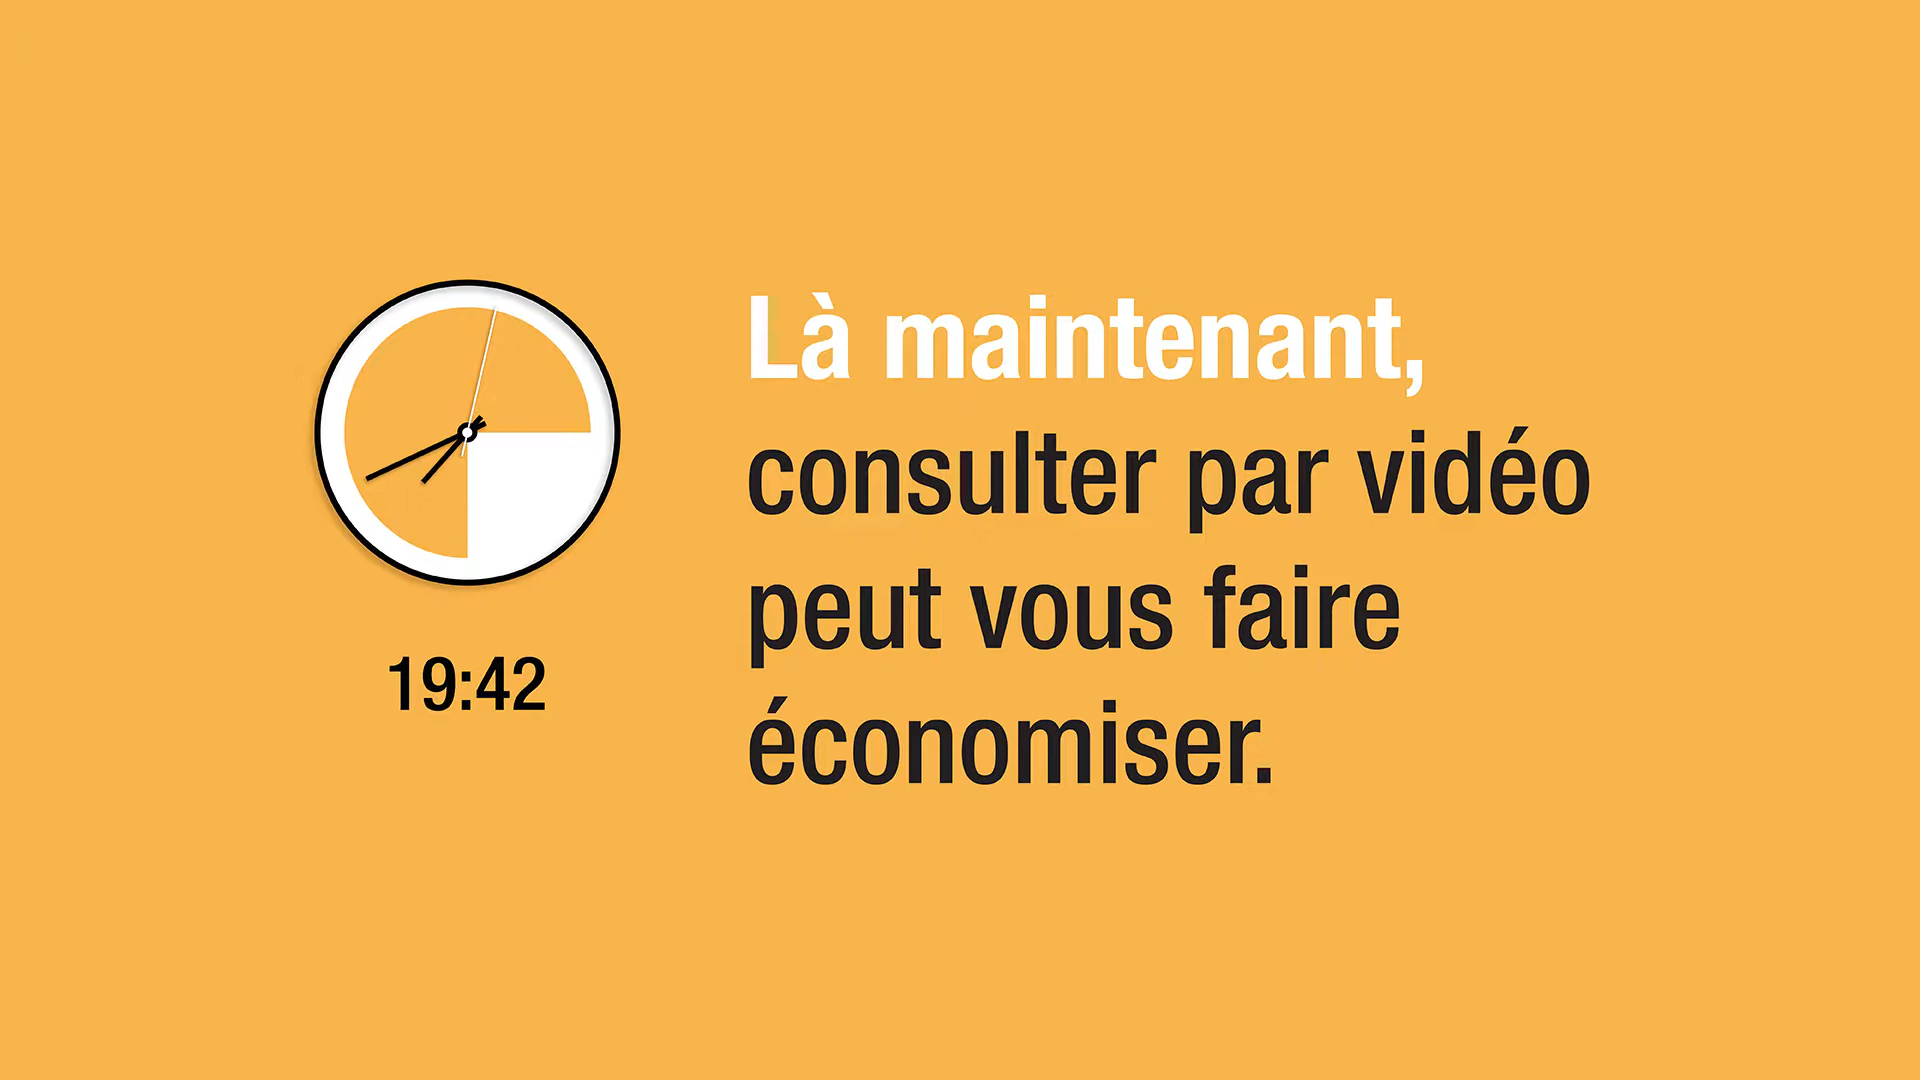 Là maintenant,
consulter par vidéo
peut vous faire
économiser.
19:42